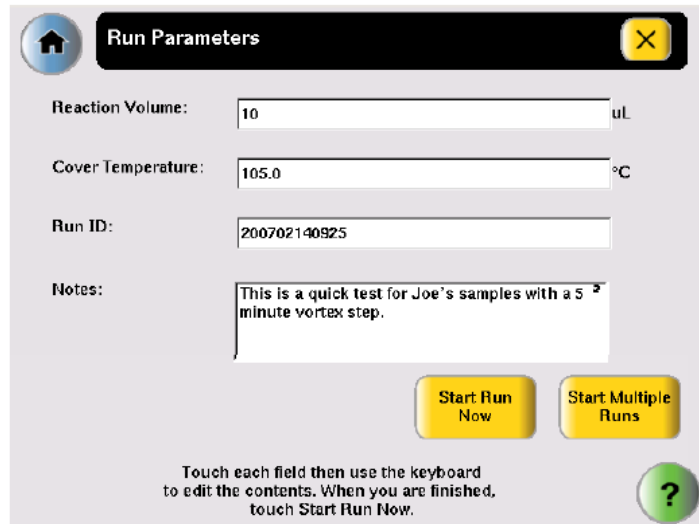 Run Parameters
Reaction Volume: 10 uL
Cover Temperature: 105.0 °C
Run ID: 200702140925
Notes: This is a quick test for Joe's samples with a 5 ²
minute vortex step.
Start Run
Now
Start Multiple
Runs
Touch each field then use the keyboard
to edit the contents. When you are finished,
touch Start Run Now.
?